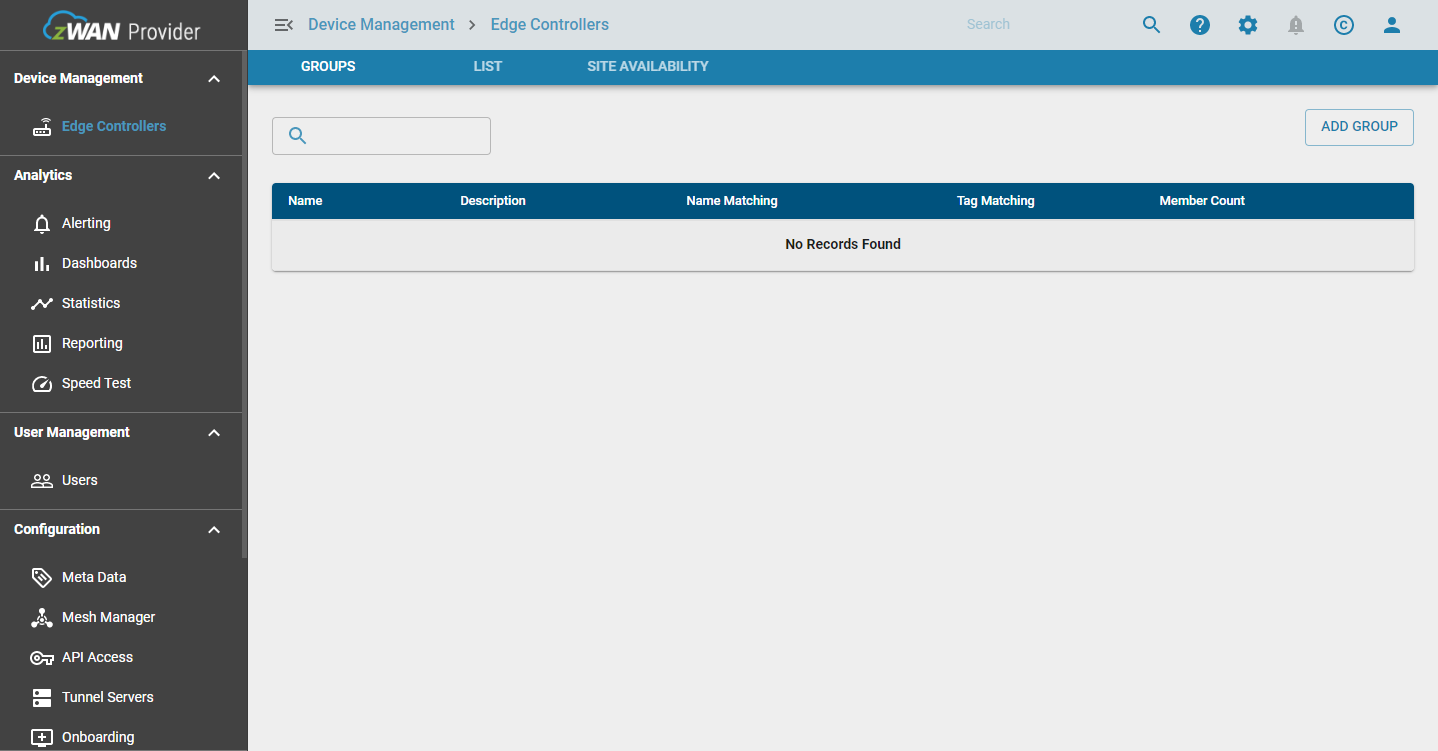 zWAN Provider
Device Management > Edge Controllers
Search
GROUPS
LIST
SITE AVAILABILITY
Device Management
Edge Controllers
Analytics
Alerting
Dashboards
Statistics
Reporting
Speed Test
User Management
Users
Configuration
Meta Data
Mesh Manager
API Access
Tunnel Servers
Onboarding
ADD GROUP
Name Description Name Matching Tag Matching Member Count
No Records Found